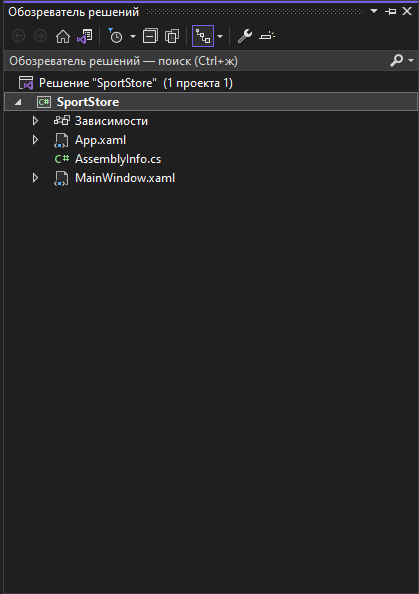 Обозреватель решений
Обозреватель решений — поиск (Ctrl+ж)
Решение "SportStore" (1 проекта 1)
C# SportStore
Зависимости
App.xaml
C# AssemblyInfo.cs
MainWindow.xaml